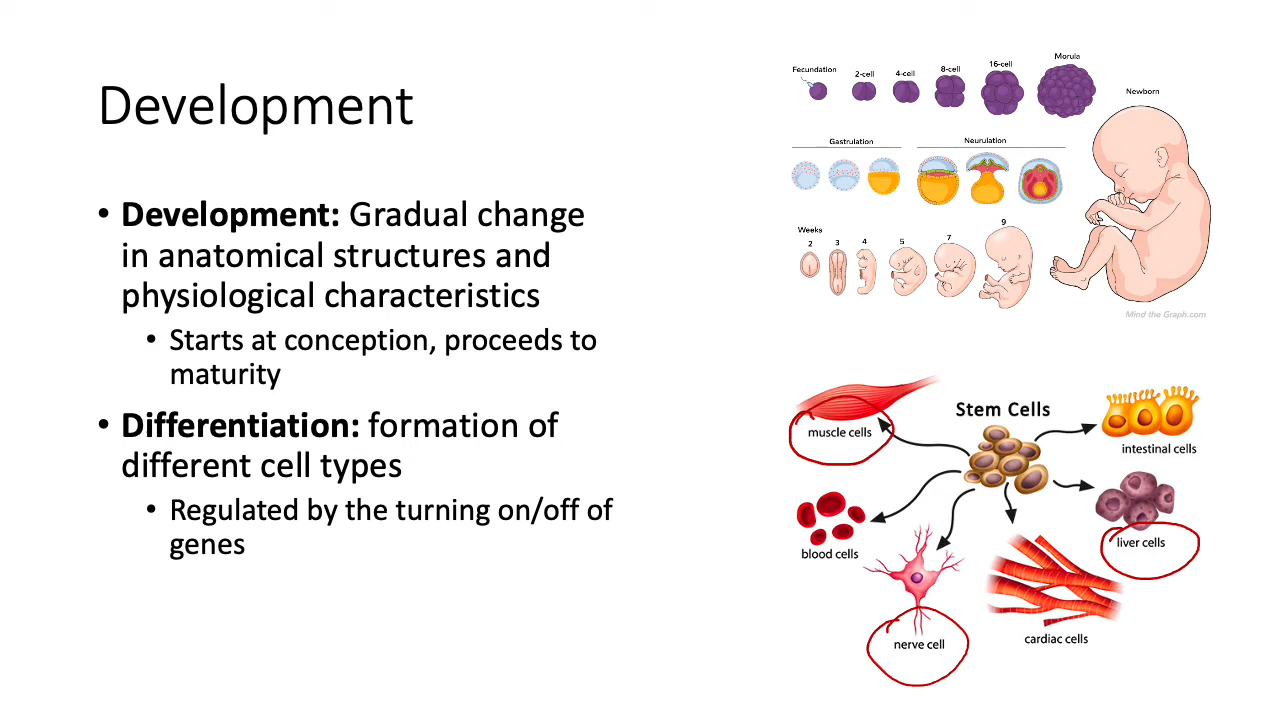 Development
• Development: Gradual change
in anatomical structures and
physiological characteristics
• Starts at conception, proceeds to
maturity
• Differentiation: formation of
different cell types
• Regulated by the turning on/off of
genes
Fecundation
2-cell
4-cell
8-cell
16-cell
Morula
Newborn
Gastrulation
Neurulation
Weeks
2
3
4
5
7
9
Mind the Graph.com
Stem Cells
muscle cells
intestinal cells
blood cells
liver cells
nerve cell
cardiac cells